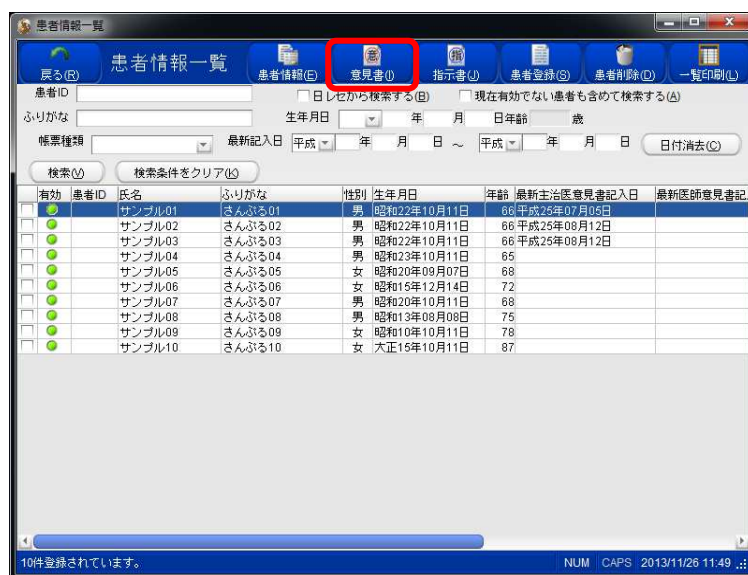 患者情報一覧
戻る(R) 患者情報一覧 患者情報(E) 意 意見書(I) 指 指示書(J) 患者登録(S) 患者削除(D) 一覧印刷(L)
患者ID 日レセから検索する(B) 現在有効でない患者も含めて検索する(A)
ふりがな 生年月日 年 月 日 年齢 歳
帳票種類 最新記入日 平成 年 月 日 ~ 平成 年 月 日 日付消去(C)
検索(V) 検索条件をクリア(K)
有効 患者ID 氏名 ふりがな 性別 生年月日 年齢 最新主治医意見書記入日 最新医師意見書記
サンプル01 さんぷる01 男 昭和22年10月11日 66 平成25年07月05日
サンプル02 さんぷる02 男 昭和22年10月11日 66 平成25年08月12日
サンプル03 さんぷる03 男 昭和22年10月11日 66 平成25年08月12日
サンプル04 さんぷる04 男 昭和23年10月11日 65
サンプル05 さんぷる05 女 昭和20年09月07日 68
サンプル06 さんぷる06 女 昭和15年12月14日 72
サンプル07 さんぷる07 男 昭和20年10月11日 68
サンプル08 さんぷる08 男 昭和13年08月08日 75
サンプル09 さんぷる09 女 昭和10年10月11日 78
サンプル10 さんぷる10 女 大正15年10月11日 87
10件登録されています。 NUM CAPS 2013/11/26 11:49